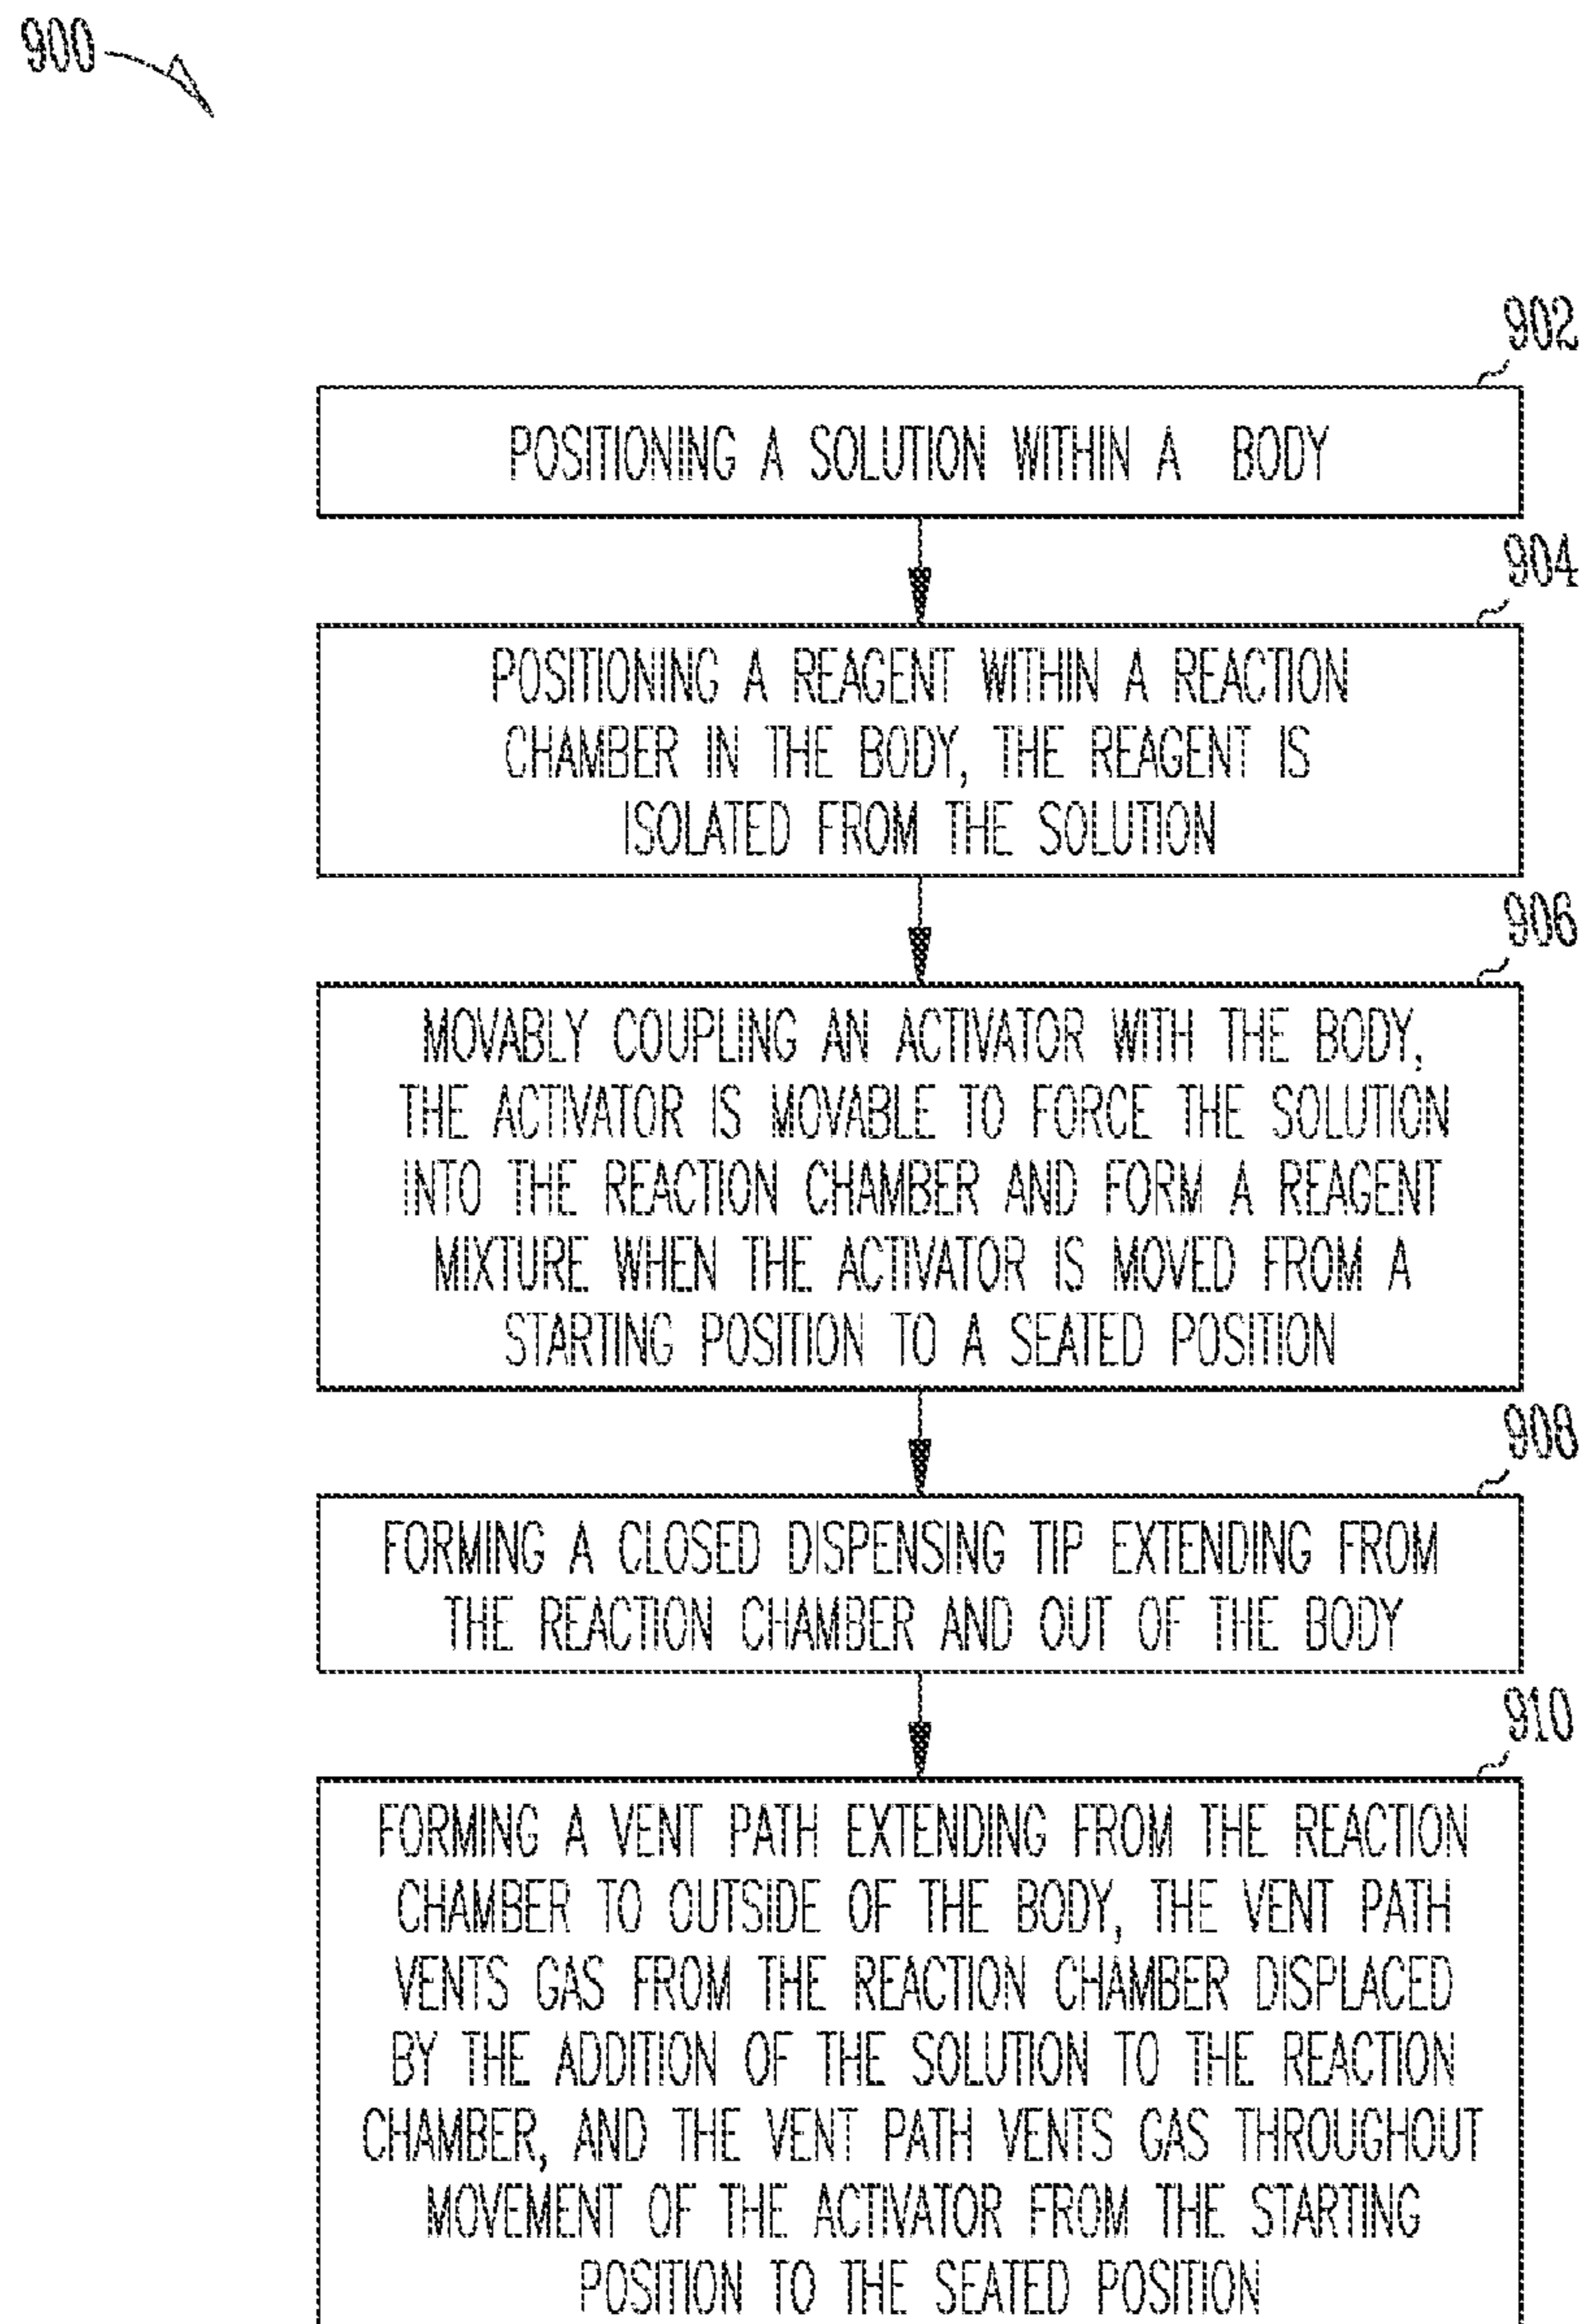 900
902
POSITIONING A SOLUTION WITHIN A BODY
904
POSITIONING A REAGENT WITHIN A REACTION
CHAMBER IN THE BODY, THE REAGENT IS
ISOLATED FROM THE SOLUTION
906
MOVABLY COUPLING AN ACTIVATOR WITH THE BODY,
THE ACTIVATOR IS MOVABLE TO FORCE THE SOLUTION
INTO THE REACTION CHAMBER AND FORM A REAGENT
MIXTURE WHEN THE ACTIVATOR IS MOVED FROM A
STARTING POSITION TO A SEATED POSITION
908
FORMING A CLOSED DISPENSING TIP EXTENDING FROM
THE REACTION CHAMBER AND OUT OF THE BODY
910
FORMING A VENT PATH EXTENDING FROM THE REACTION
CHAMBER TO OUTSIDE OF THE BODY, THE VENT PATH
VENTS GAS FROM THE REACTION CHAMBER DISPLACED
BY THE ADDITION OF THE SOLUTION TO THE REACTION
CHAMBER, AND THE VENT PATH VENTS GAS THROUGHOUT
MOVEMENT OF THE ACTIVATOR FROM THE STARTING
POSITION TO THE SEATED POSITION